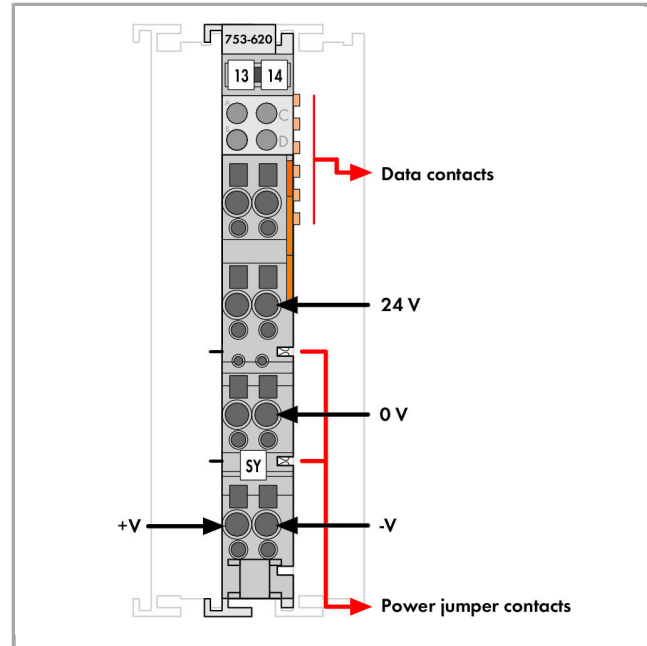 753-620
13 14
A C
B D
Data contacts
24 V
0 V
SY
+V -V
Power jumper contacts